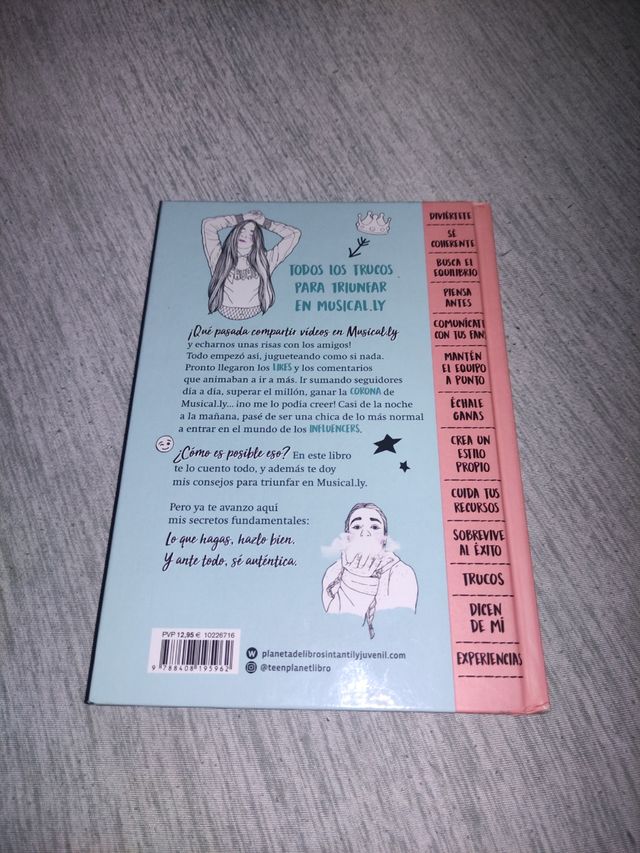 TODOS LOS TRUCOS
PARA TRIUNFAR
EN MUSICAL.LY
¡Qué pasada compartir vídeos en Musical.ly
y echarnos unas risas con los amigos!
Todo empezó así, jugueteando como si nada.
Pronto llegaron los LIKES y los comentarios
que animaban a ir a más. Ir sumando seguidores
día a día, superar el millón, ganar la CORONA de
Musical.ly... ¡no me lo podía creer! Casi de la noche
a la mañana, pasé de ser una chica de lo más normal
a entrar en el mundo de los INFLUENCERS.
¿Cómo es posible eso? En este libro
te lo cuento todo, y además te doy
mis consejos para triunfar en Musical.ly.
Pero ya te avanzo aquí
mis secretos fundamentales:
Lo que hagas, hazlo bien.
Y ante todo, sé auténtica.
PVP 12,95 € 10226716
9 788408 195962
planetadelibrosinfantilyjuvenil.com
@teenplanetlibro
DIVIÉRTETE
SÉ
COHERENTE
BUSCA EL
EQUILIBRIO
PIENSA
ANTES
COMUNÍCATE
CON TUS FAN
MANTÉN
EL EQUIPO
A PUNTO
ÉCHALE
GANAS
CREA UN
ESTILO
PROPIO
CUIDA TUS
RECURSOS
SOBREVIVE
AL ÉXITO
TRUCOS
DICEN
DE MÍ
EXPERIENCIAS